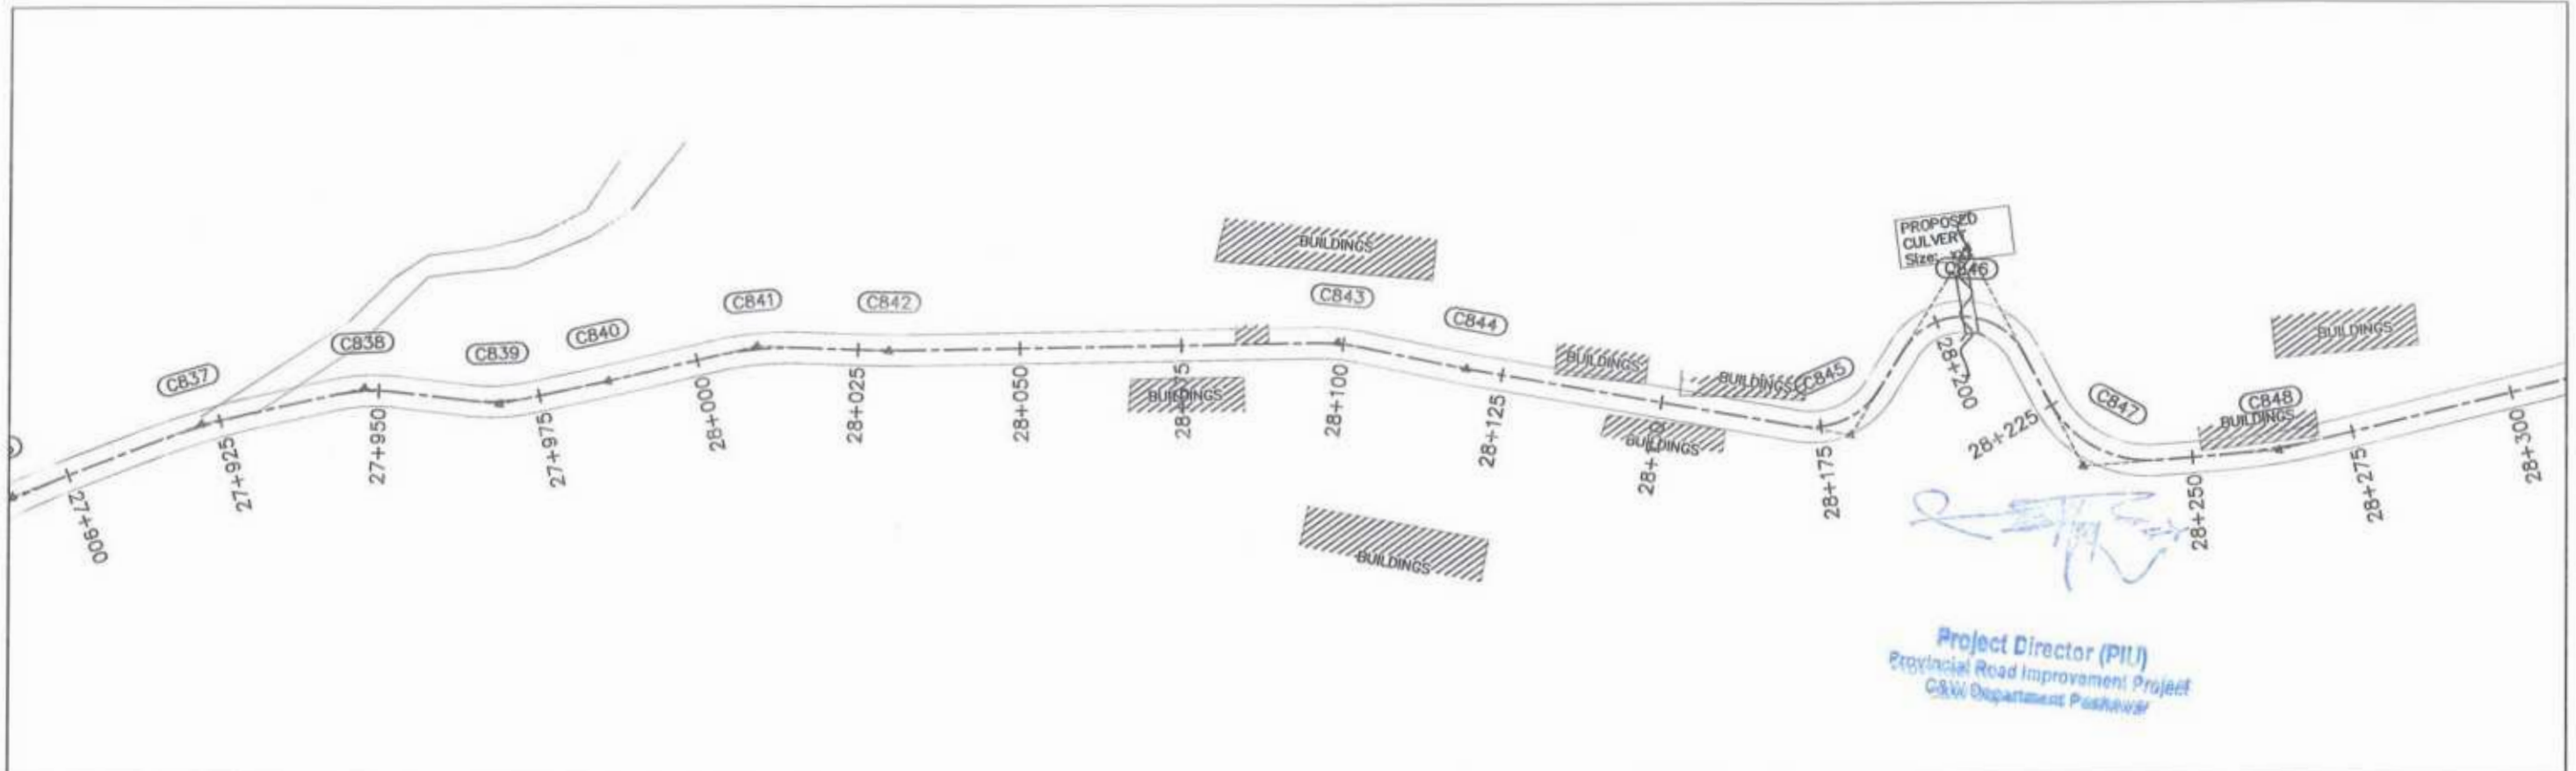 C837
C838
C839
C840
C841
C842
C843
C844
C845
C846
C847
C848
BUILDINGS
BUILDINGS
BUILDINGS
BUILDINGS
BUILDINGS
BUILDINGS
BUILDINGS
BUILDINGS
PROPOSED
CULVERT
Size:
27+900
27+925
27+950
27+975
28+000
28+025
28+050
28+100
28+125
28+175
28+200
28+225
28+250
28+275
28+300
Project Director (PIU)
Provincial Road Improvement Project
C&W Department Peshawar